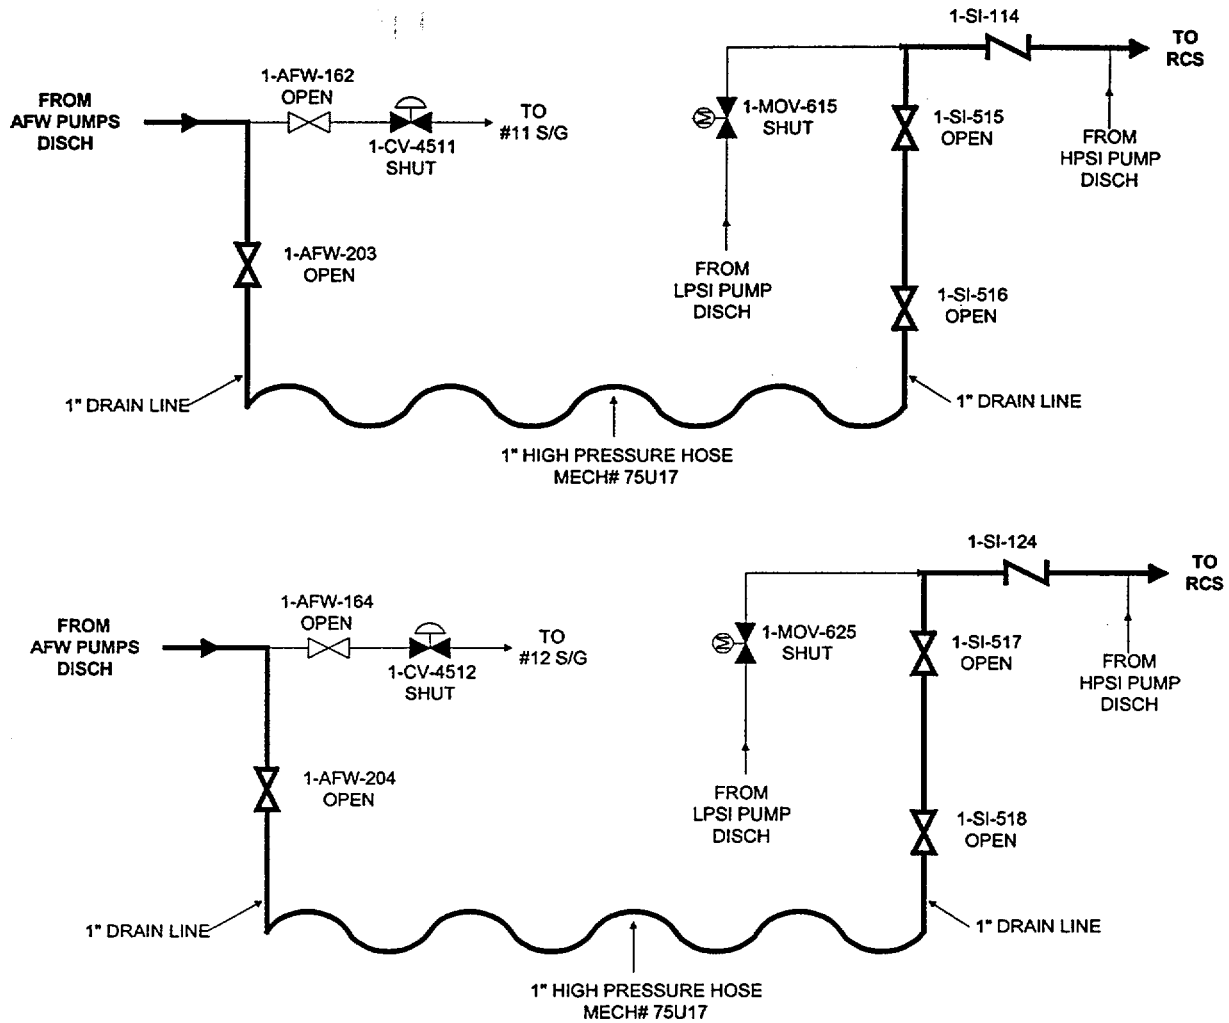 1-SI-114
TO
RCS
1-AFW-162
OPEN
FROM
AFW PUMPS
DISCH
TO
#11 S/G
1-CV-4511
SHUT
1-MOV-615
SHUT
M
1-SI-515
OPEN
FROM
HPSI PUMP
DISCH
1-AFW-203
OPEN
FROM
LPSI PUMP
DISCH
1-SI-516
OPEN
1" DRAIN LINE
1" DRAIN LINE
1" HIGH PRESSURE HOSE
MECH# 75U17
1-SI-124
TO
RCS
1-AFW-164
OPEN
FROM
AFW PUMPS
DISCH
TO
#12 S/G
1-CV-4512
SHUT
1-MOV-625
SHUT
M
1-SI-517
OPEN
FROM
HPSI PUMP
DISCH
1-AFW-204
OPEN
FROM
LPSI PUMP
DISCH
1-SI-518
OPEN
1" DRAIN LINE
1" DRAIN LINE
1" HIGH PRESSURE HOSE
MECH# 75U17